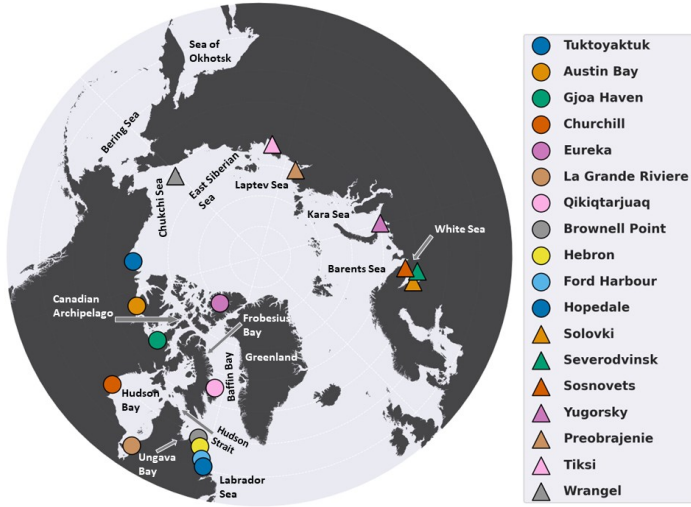 Sea of
Okhotsk
Bering Sea
Chukchi Sea
East Siberian
Sea
Laptev Sea
Kara Sea
White Sea
Barents Sea
Canadian
Archipelago
Frobesius
Bay
Greenland
Baffin Bay
Hudson
Bay
Hudson
Strait
Ungava
Bay
Labrador
Sea
Tuktoyaktuk
Austin Bay
Gjoa Haven
Churchill
Eureka
La Grande Riviere
Qikiqtarjuaq
Brownell Point
Hebron
Ford Harbour
Hopedale
Solovki
Severodvinsk
Sosnovets
Yugorsky
Preobrajenie
Tiksi
Wrangel